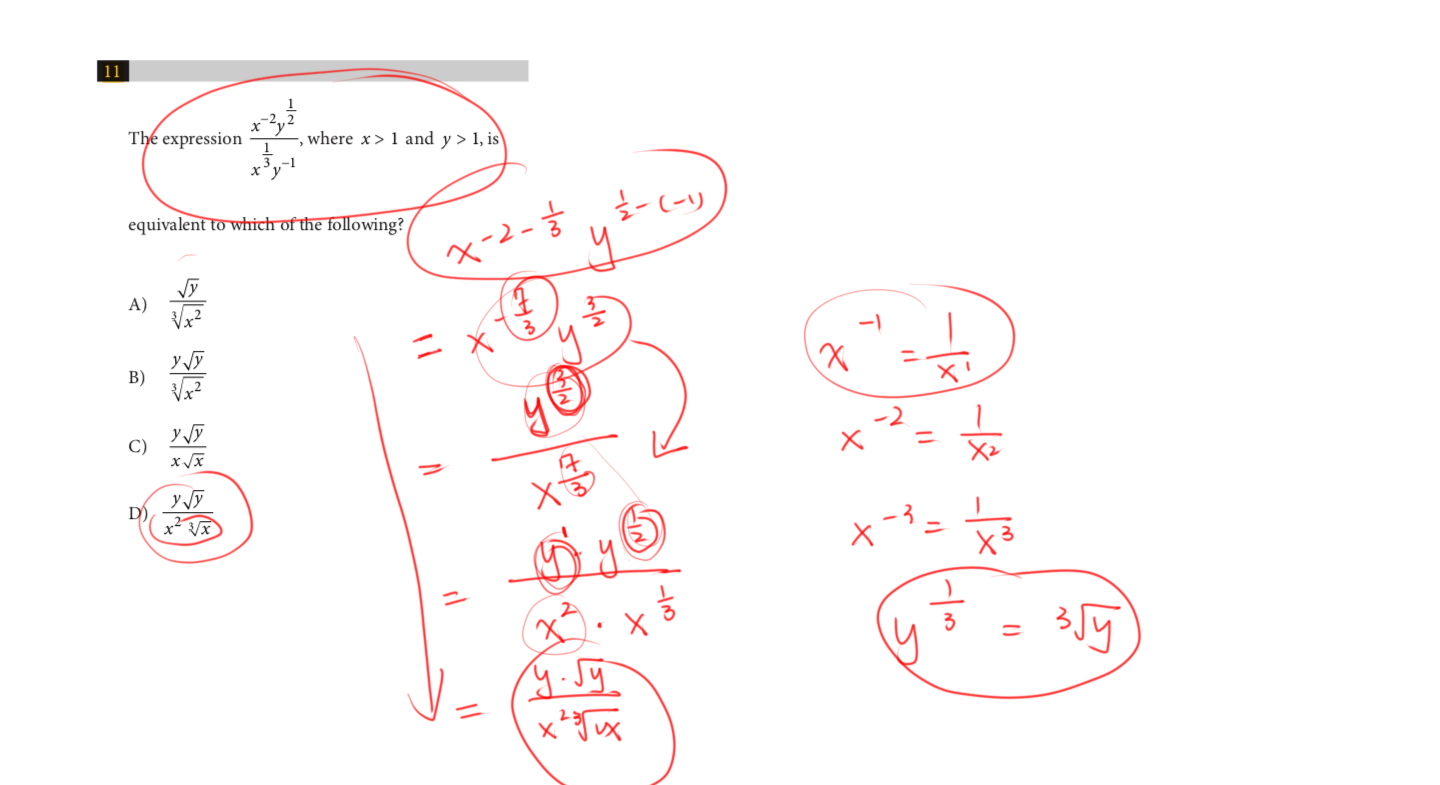 11
The expression \frac{x^{-2}y^{\frac{1}{2}}}{x^{\frac{1}{3}}y^{-1}}, where x > 1 and y > 1, is
equivalent to which of the following?
A) \frac{\sqrt{y}}{\sqrt[3]{x^2}}
B) \frac{y\sqrt{y}}{\sqrt[3]{x^2}}
C) \frac{y\sqrt{y}}{x\sqrt{x}}
D) \frac{y\sqrt{y}}{x^2\sqrt[3]{x}}
x^{-2-\frac{1}{3}} y^{\frac{1}{2}-(-1)}
= x^{-\frac{7}{3}} y^{\frac{3}{2}}
= \frac{y^{\frac{3}{2}}}{x^{\frac{7}{3}}}
= \frac{y^1 \cdot y^{\frac{1}{2}}}{x^2 \cdot x^{\frac{1}{3}}}
= \frac{y \cdot \sqrt{y}}{x^2 \sqrt[3]{x}}
x^{-1} = \frac{1}{x^1}
x^{-2} = \frac{1}{x^2}
x^{-3} = \frac{1}{x^3}
y^{\frac{1}{3}} = \sqrt[3]{y}